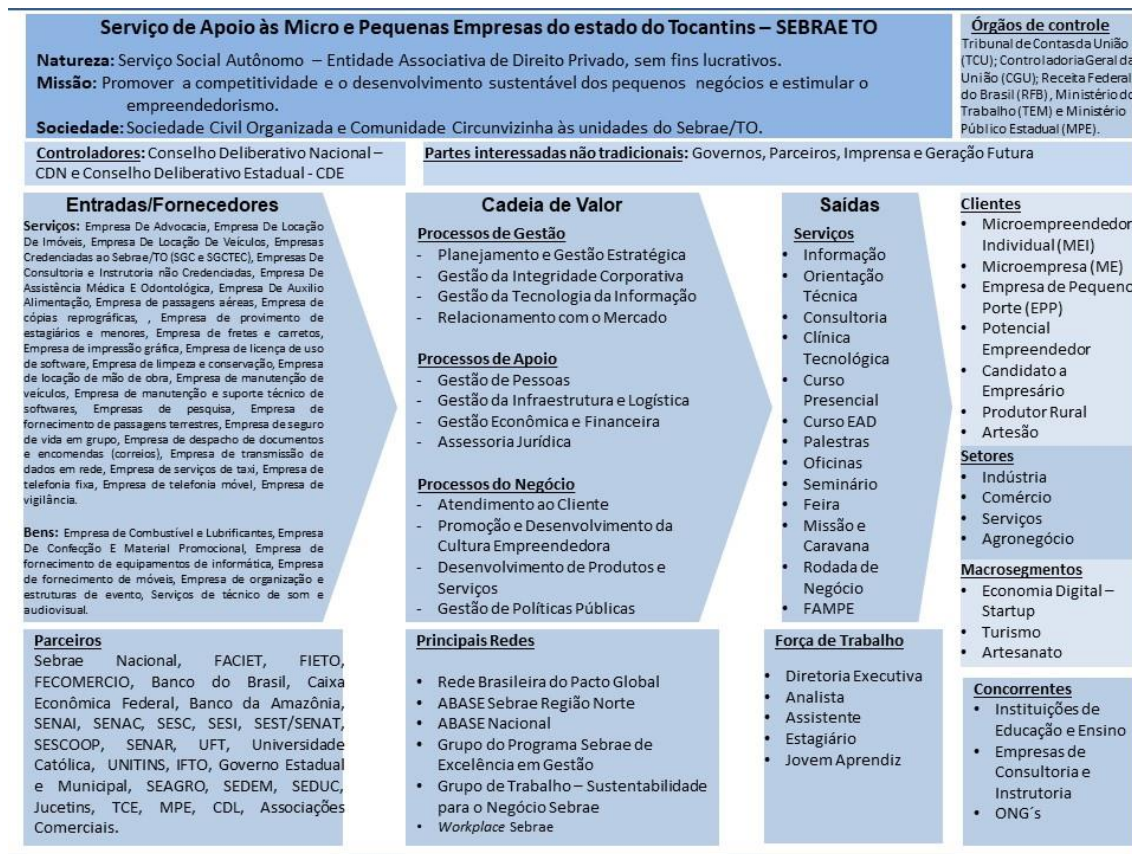 Serviço de Apoio às Micro e Pequenas Empresas do estado do Tocantins – SEBRAE TO
Natureza: Serviço Social Autônomo – Entidade Associativa de Direito Privado, sem fins lucrativos.
Missão: Promover a competitividade e o desenvolvimento sustentável dos pequenos negócios e estimular o
empreendedorismo.
Sociedade: Sociedade Civil Organizada e Comunidade Circunvizinha às unidades do Sebrae/TO.
Órgãos de controle
Tribunal de Contas da União
(TCU); Controladoria Geral da
União (CGU); Receita Federal
do Brasil (RFB), Ministério do
Trabalho (TEM) e Ministério
Público Estadual (MPE).
Controladores: Conselho Deliberativo Nacional –
CDN e Conselho Deliberativo Estadual - CDE
Partes interessadas não tradicionais: Governos, Parceiros, Imprensa e Geração Futura
Entradas/Fornecedores
Serviços: Empresa De Advocacia, Empresa De Locação
De Imóveis, Empresa De Locação De Veículos, Empresas
Credenciadas ao Sebrae/TO (SGC e SGCTEC), Empresas De
Consultoria e Instrutoria não Credenciadas, Empresa De
Assistência Médica E Odontológica, Empresa De Auxilio
Alimentação, Empresa de passagens aéreas, Empresa de
cópias reprográficas, , Empresa de provimento de
estagiários e menores, Empresa de fretes e carretos,
Empresa de impressão gráfica, Empresa de licença de uso
de software, Empresa de limpeza e conservação, Empresa
de locação de mão de obra, Empresa de manutenção de
veículos, Empresa de manutenção e suporte técnico de
softwares, Empresas de pesquisa, Empresa de
fornecimento de passagens terrestres, Empresa de seguro
de vida em grupo, Empresa de despacho de documentos
e encomendas (correios), Empresa de transmissão de
dados em rede, Empresa de serviços de taxi, Empresa de
telefonia fixa, Empresa de telefonia móvel, Empresa de
vigilância.
Bens: Empresa de Combustível e Lubrificantes, Empresa
De Confecção E Material Promocional, Empresa de
fornecimento de equipamentos de informática, Empresa
de fornecimento de móveis, Empresa de organização e
estruturas de evento, Serviços de técnico de som e
audiovisual.
Cadeia de Valor
Processos de Gestão
- Planejamento e Gestão Estratégica
- Gestão da Integridade Corporativa
- Gestão da Tecnologia da Informação
- Relacionamento com o Mercado
Processos de Apoio
- Gestão de Pessoas
- Gestão da Infraestrutura e Logística
- Gestão Econômica e Financeira
- Assessoria Jurídica
Processos do Negócio
- Atendimento ao Cliente
- Promoção e Desenvolvimento da
Cultura Empreendedora
- Desenvolvimento de Produtos e
Serviços
- Gestão de Políticas Públicas
Saídas
Serviços
• Informação
• Orientação
Técnica
• Consultoria
• Clínica
Tecnológica
• Curso
Presencial
• Curso EAD
• Palestras
• Oficinas
• Seminário
• Feira
• Missão e
Caravana
• Rodada de
Negócio
• FAMPE
Clientes
• Microempreendedor
Individual (MEI)
• Microempresa (ME)
• Empresa de Pequeno
Porte (EPP)
• Potencial
Empreendedor
• Candidato a
Empresário
• Produtor Rural
• Artesão
Setores
• Indústria
• Comércio
• Serviços
• Agronegócio
Macrosegmentos
• Economia Digital –
Startup
• Turismo
• Artesanato
Parceiros
Sebrae Nacional, FACIET, FIETO,
FECOMERCIO, Banco do Brasil, Caixa
Econômica Federal, Banco da Amazônia,
SENAI, SENAC, SESC, SESI, SEST/SENAT,
SESCOOP, SENAR, UFT, Universidade
Católica, UNITINS, IFTO, Governo Estadual
e Municipal, SEAGRO, SEDEM, SEDUC,
Jucetins, TCE, MPE, CDL, Associações
Comerciais.
Principais Redes
• Rede Brasileira do Pacto Global
• ABASE Sebrae Região Norte
• ABASE Nacional
• Grupo do Programa Sebrae de
Excelência em Gestão
• Grupo de Trabalho – Sustentabilidade
para o Negócio Sebrae
• Workplace Sebrae
Força de Trabalho
• Diretoria Executiva
• Analista
• Assistente
• Estagiário
• Jovem Aprendiz
Concorrentes
• Instituições de
Educação e Ensino
• Empresas de
Consultoria e
Instrutoria
• ONG´s